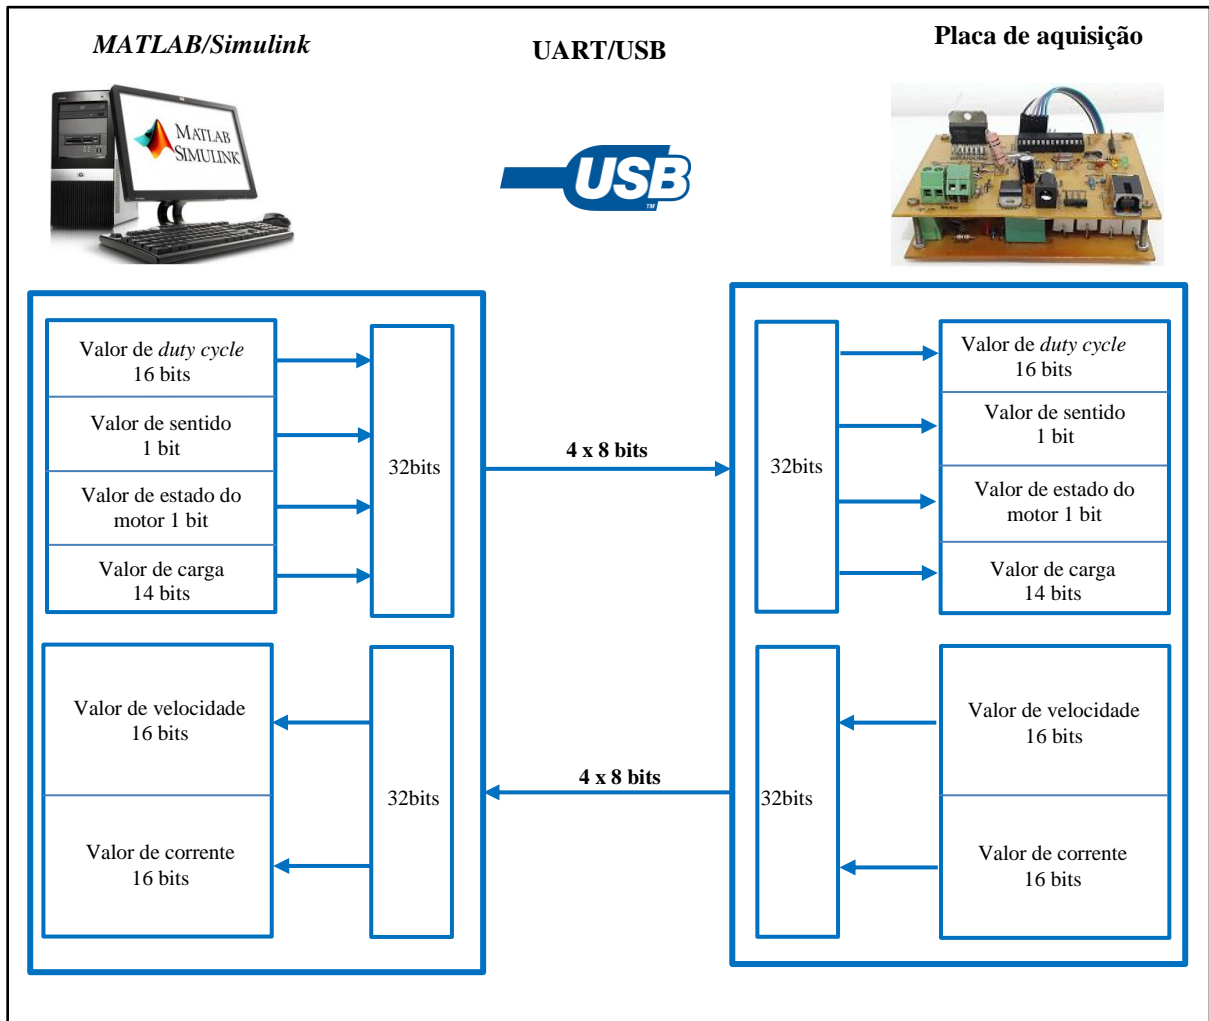 MATLAB/Simulink
UART/USB
Placa de aquisição
MATLAB
SIMULINK
USB
TM
Valor de duty cycle
16 bits
Valor de sentido
1 bit
Valor de estado do
motor 1 bit
Valor de carga
14 bits
32bits
4 x 8 bits
32bits
Valor de duty cycle
16 bits
Valor de sentido
1 bit
Valor de estado do
motor 1 bit
Valor de carga
14 bits
Valor de velocidade
16 bits
Valor de corrente
16 bits
32bits
4 x 8 bits
32bits
Valor de velocidade
16 bits
Valor de corrente
16 bits